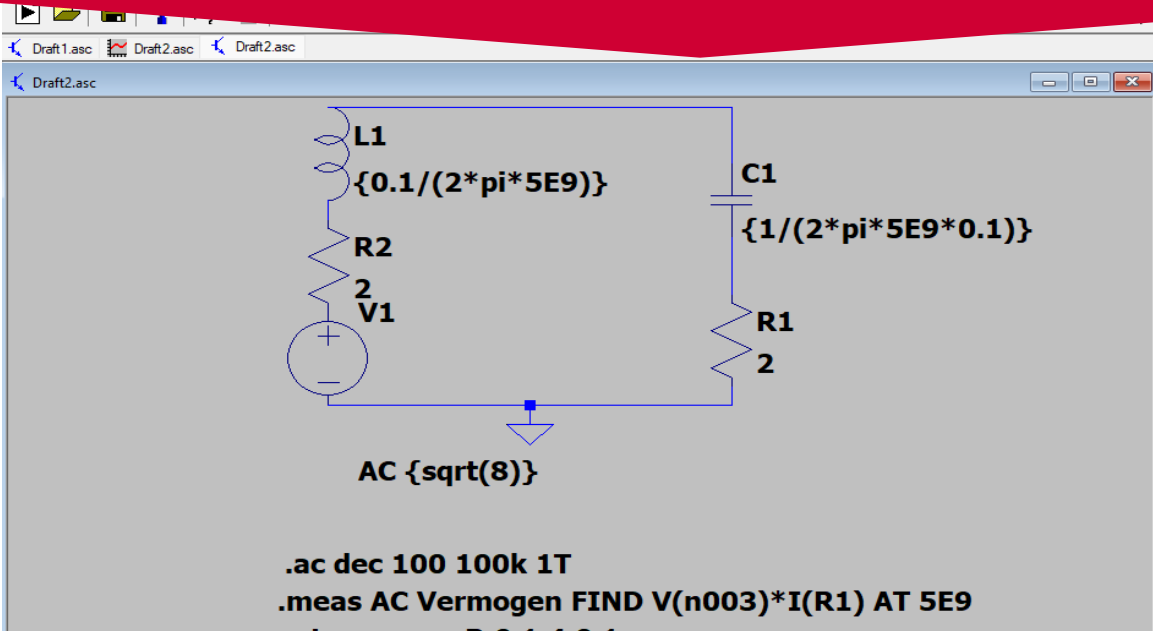 Draft1.asc Draft2.asc Draft2.asc
Draft2.asc
L1
{0.1/(2*pi*5E9)}
C1
{1/(2*pi*5E9*0.1)}
R2
2
V1
R1
2
AC {sqrt(8)}
.ac dec 100 100k 1T
.meas AC Vermogen FIND V(n003)*I(R1) AT 5E9